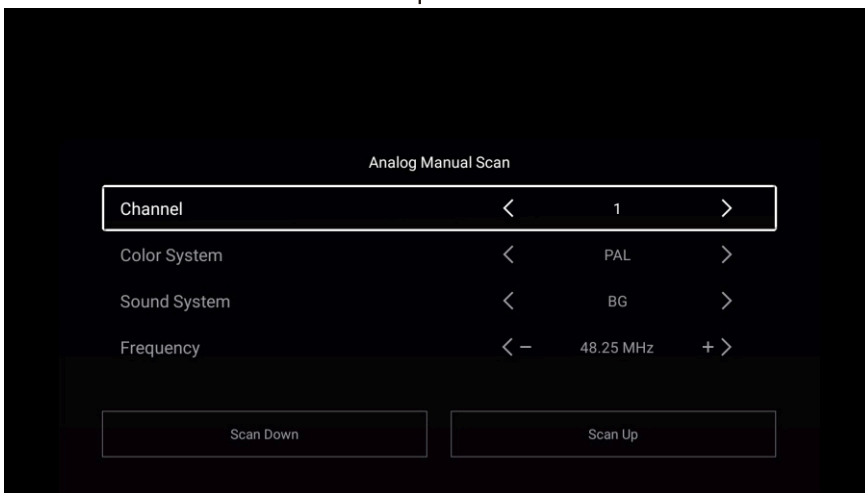 Analog Manual Scan
Channel < 1 >
Color System < PAL >
Sound System < BG >
Frequency < − 48.25 MHz + >
Scan Down Scan Up